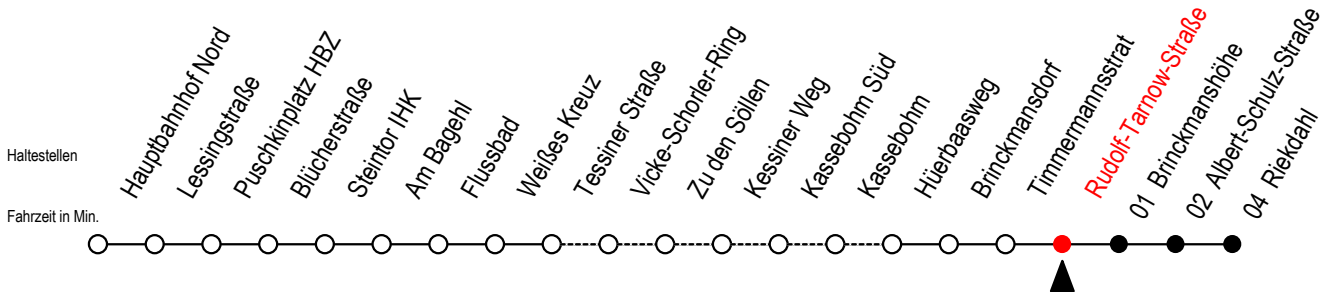 Haltestellen
Hauptbahnhof Nord
Lessingstraße
Puschkinplatz HBZ
Blücherstraße
Steintor IHK
Am Bagehl
Flussbad
Weißes Kreuz
Tessiner Straße
Vicke-Schorler-Ring
Zu den Söllen
Kessiner Weg
Kassebohm Süd
Kassebohm
Hüerbaasweg
Brinckmansdorf
Timmermannsstrat
Rudolf-Tarnow-Straße
01 Brinckmanshöhe
02 Albert-Schulz-Straße
04 Riekdahl
Fahrzeit in Min.